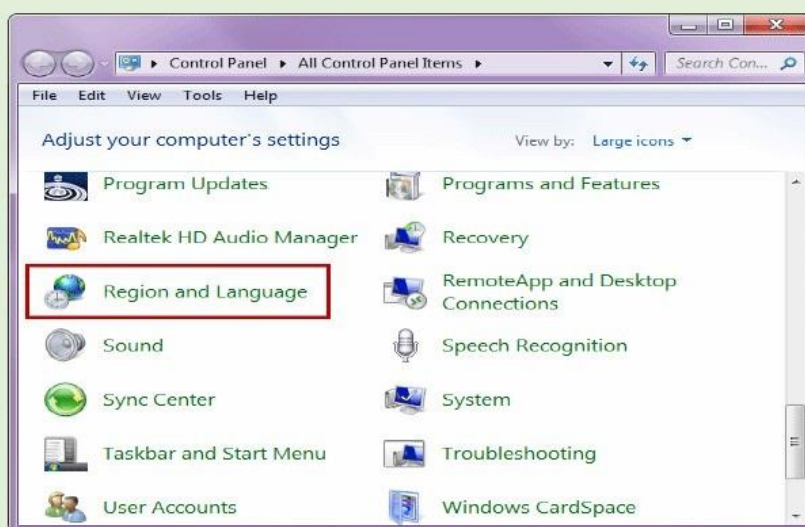 Control Panel All Control Panel Items Search Con...
File Edit View Tools Help
Adjust your computer's settings View by: Large icons
Program Updates Programs and Features
Realtek HD Audio Manager Recovery
Region and Language RemoteApp and Desktop
Connections
Sound Speech Recognition
Sync Center System
Taskbar and Start Menu Troubleshooting
User Accounts Windows CardSpace